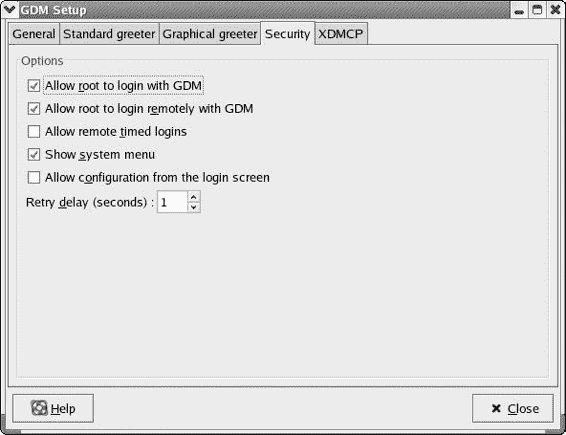 GDM Setup
General Standard greeter Graphical greeter Security XDMCP
Options
Allow root to login with GDM
Allow root to login remotely with GDM
Allow remote timed logins
Show system menu
Allow configuration from the login screen
Retry delay (seconds) : 1
Help Close